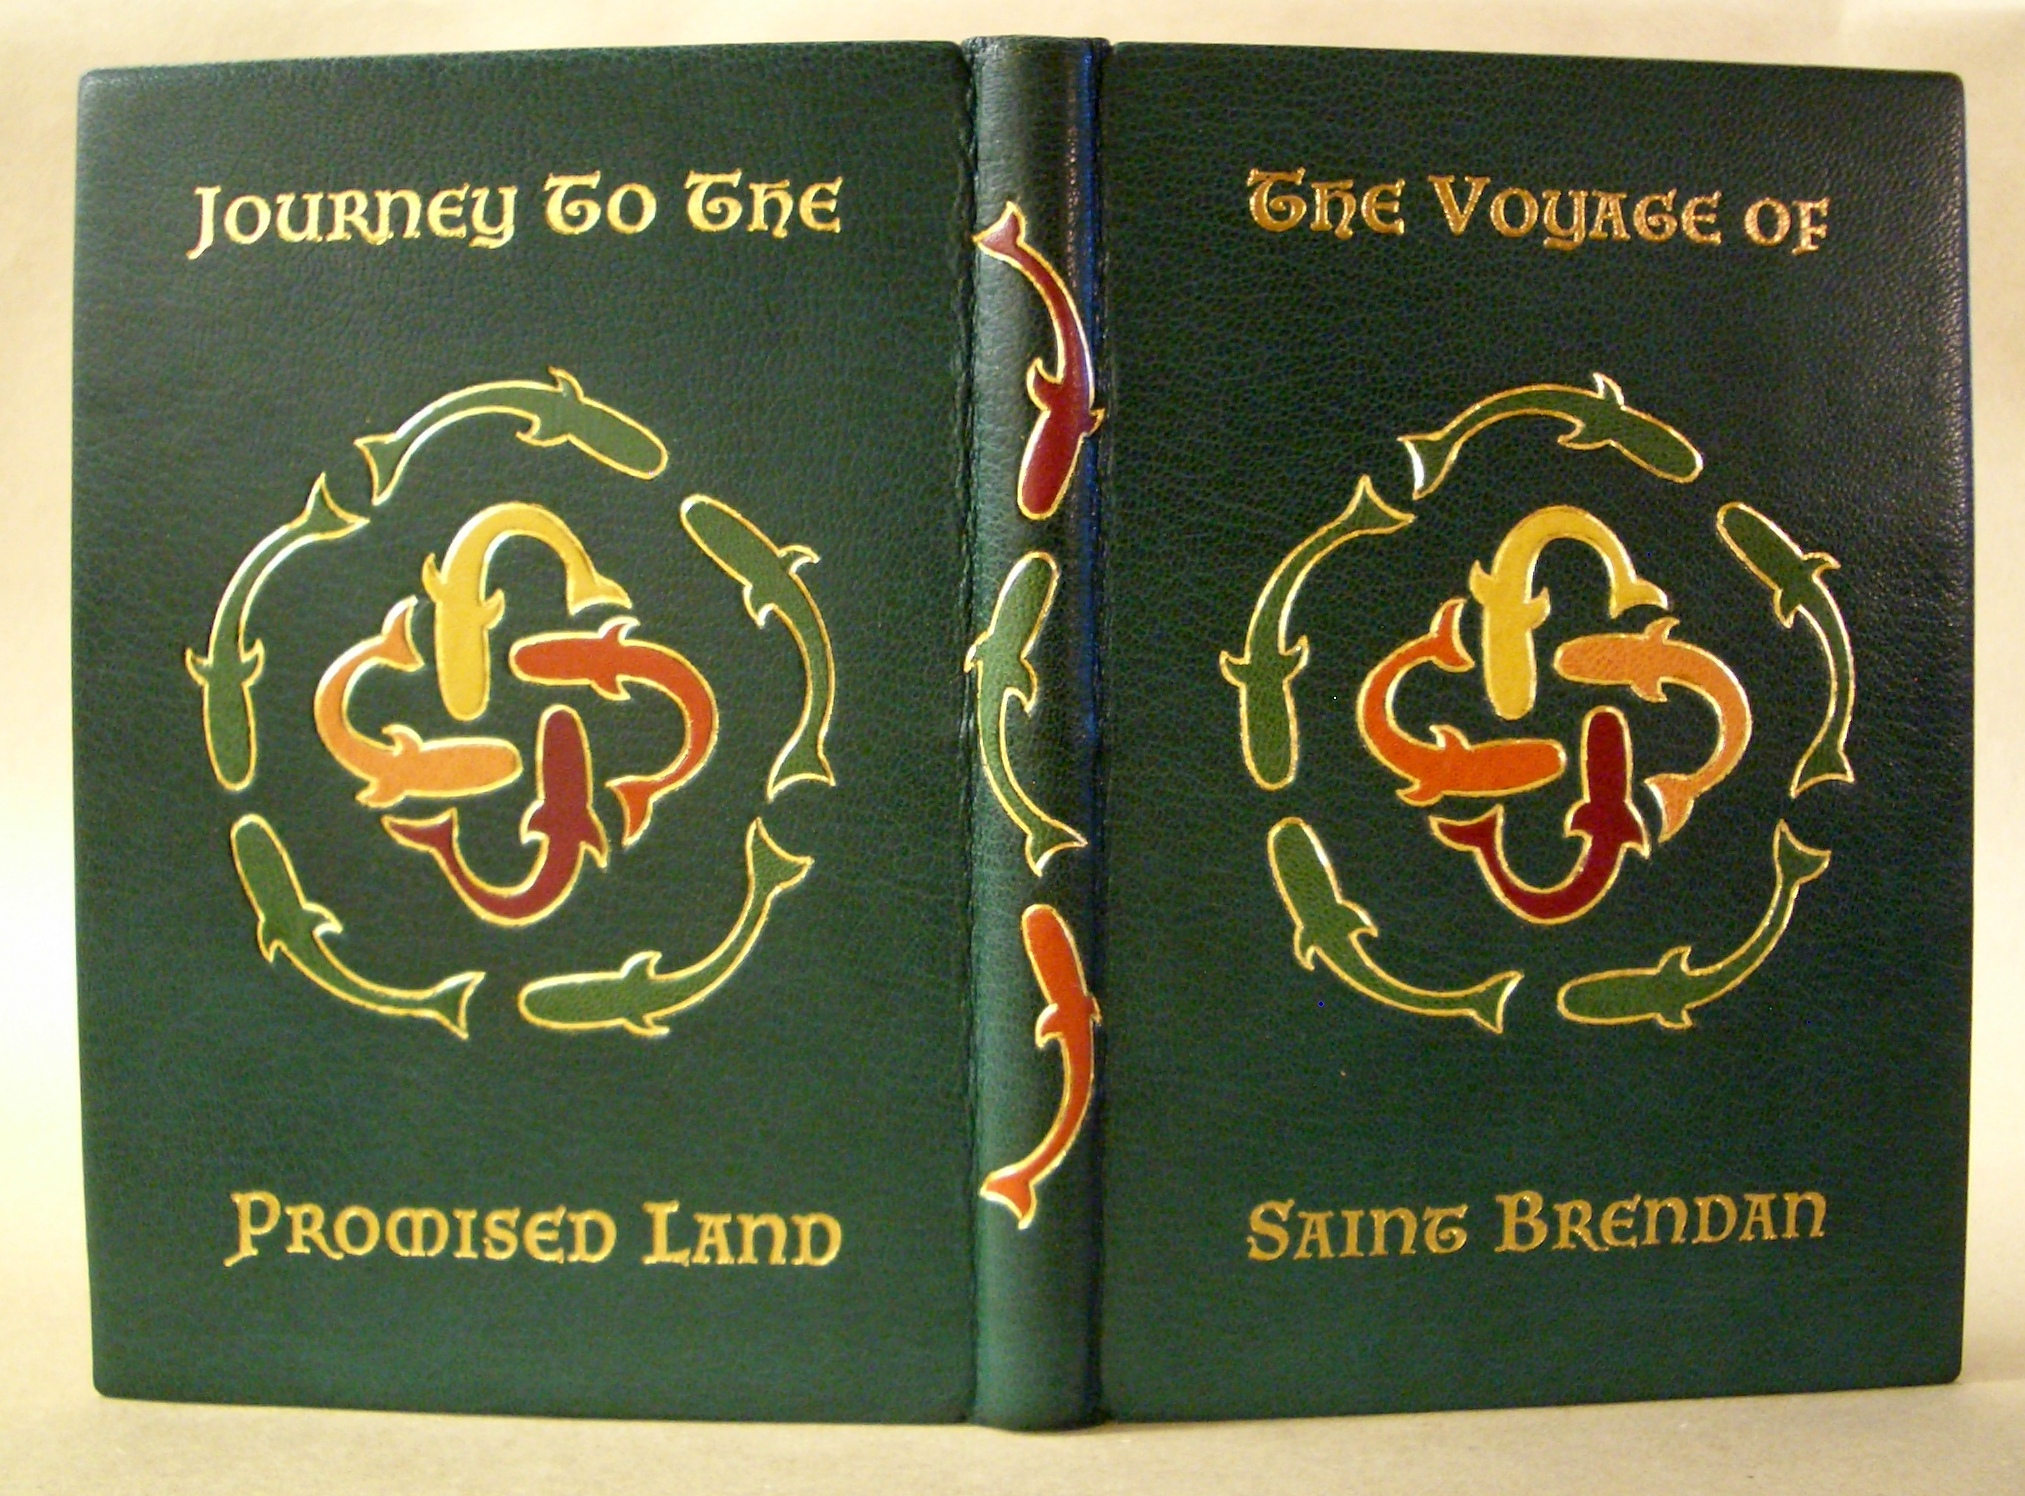 Journey To The
Promised Land
The Voyage of
Saint Brendan